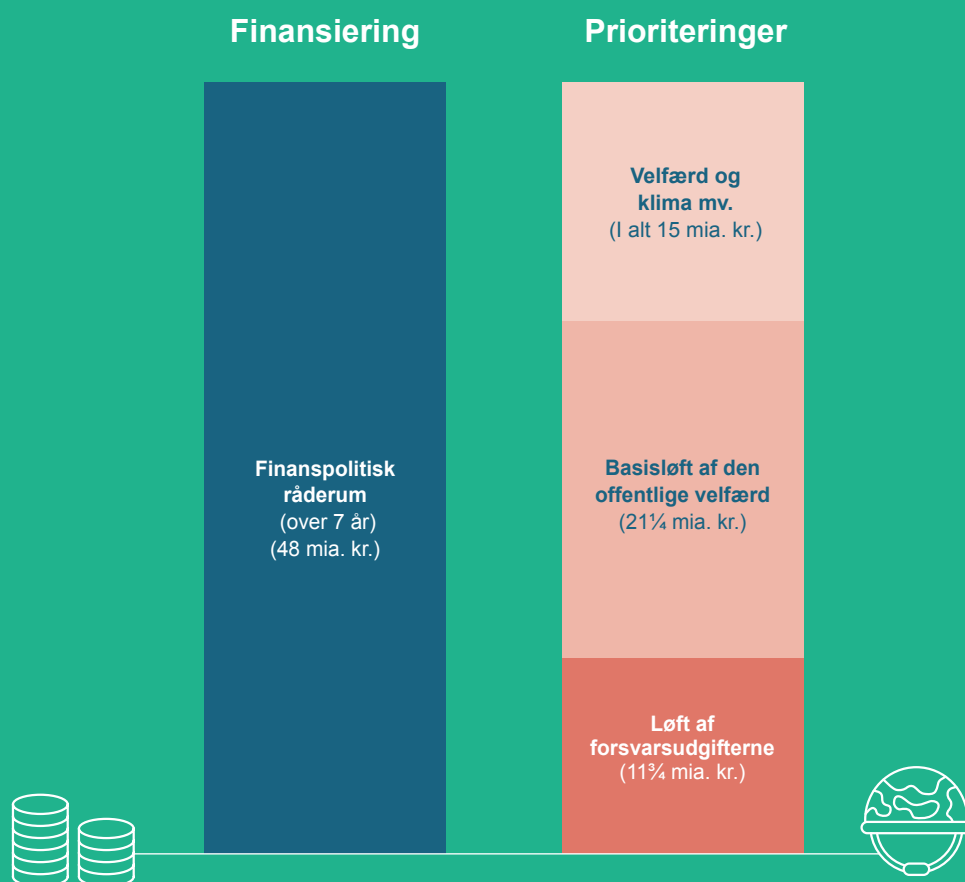 Finansiering
Prioriteringer
Finanspolitisk
råderum
(over 7 år)
(48 mia. kr.)
Velfærd og
klima mv.
(I alt 15 mia. kr.)
Basisløft af den
offentlige velfærd
(21¼ mia. kr.)
Løft af
forsvarsudgifterne
(11¾ mia. kr.)